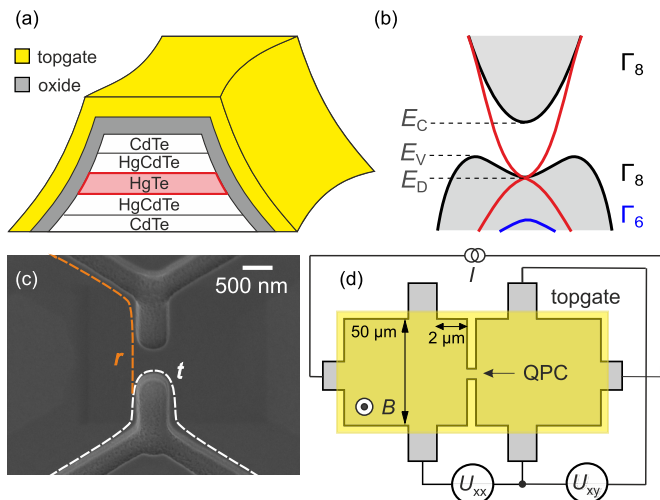 (a)
topgate
oxide
CdTe
HgCdTe
HgTe
HgCdTe
CdTe
(b)
Γ8
E_C
E_V
E_D
Γ8
Γ6
(c)
500 nm
r
t
(d)
I
topgate
50 µm
2 µm
QPC
B
U_xx
U_xy